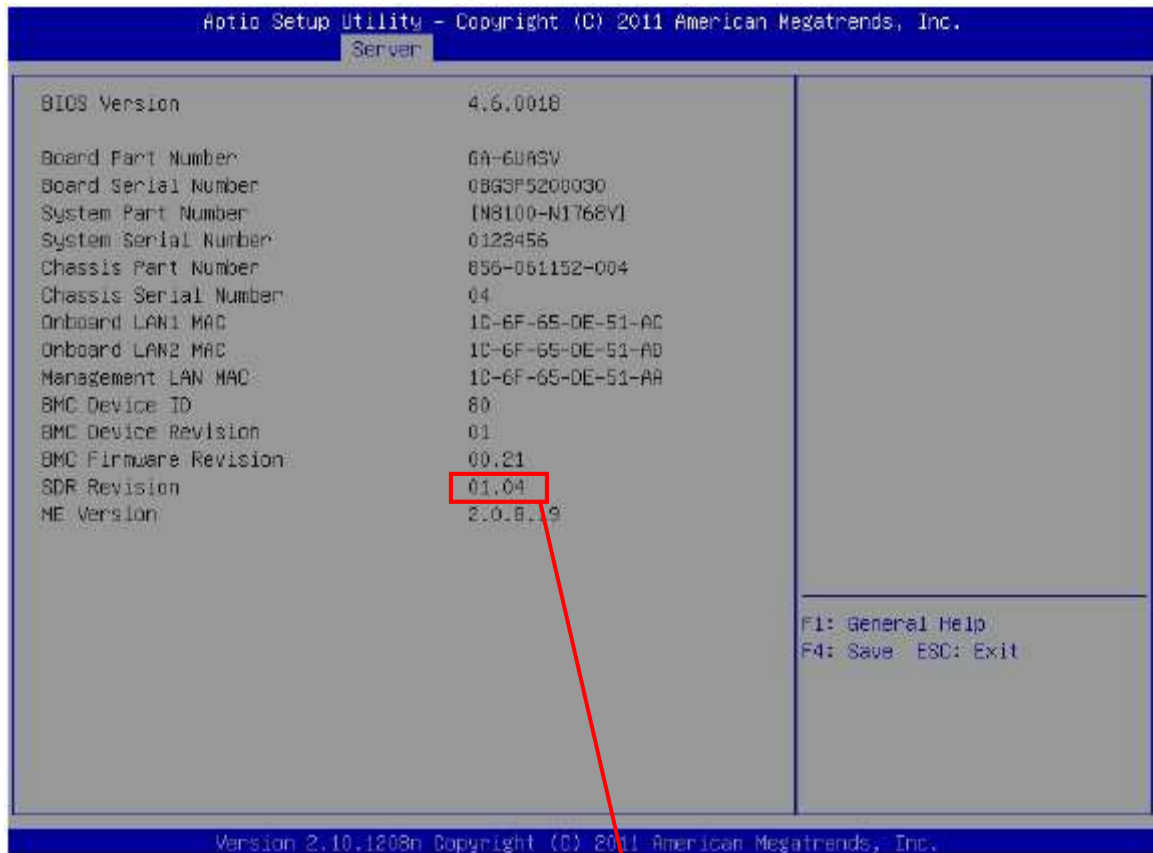 Aptio Setup Utility - Copyright (C) 2011 American Megatrends, Inc.
Server
BIOS Version 4.6.0018
Board Part Number GA-6UASV
Board Serial Number
System Part Number [N8100-N1768Y]
System Serial Number 0123456
Chassis Part Number 856-061152-004
Chassis Serial Number 04
Onboard LAN1 MAC 1C-6F-65-DE-51-AC
Onboard LAN2 MAC 1C-6F-65-DE-51-AD
Management LAN MAC 1C-6F-65-DE-51-AA
BMC Device ID 80
BMC Device Revision 01
BMC Firmware Revision 00.21
SDR Revision 01.04
ME Version
F1: General Help
F4: Save ESC: Exit
Version 2.10.1208n Copyright (C) 2011 American Megatrends, Inc.